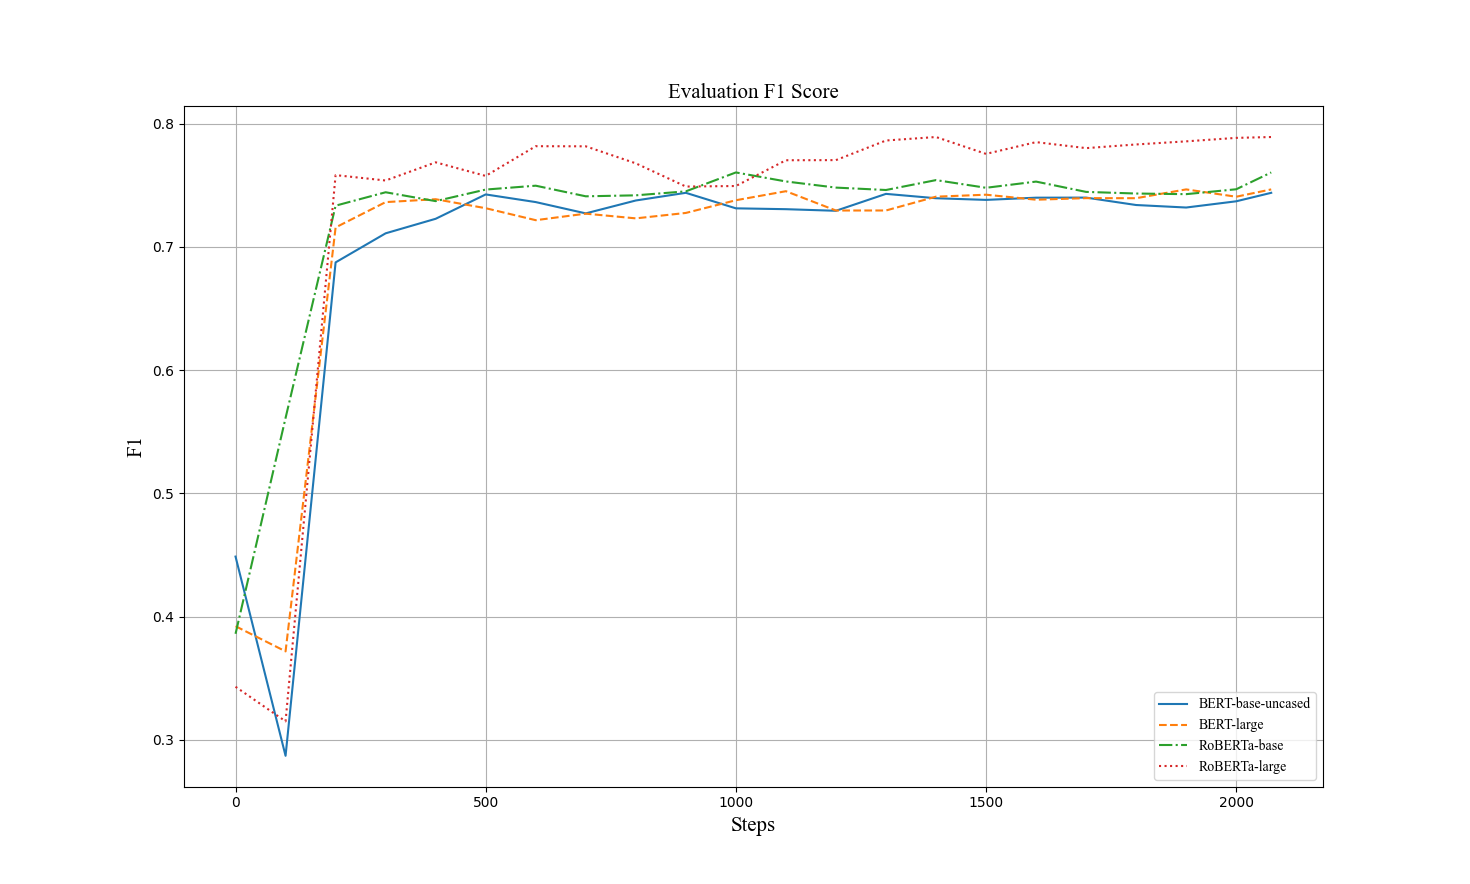 Evaluation F1 Score
0.8
0.7
0.6
0.5
0.4
0.3
F1
0 500 1000 1500 2000
Steps
BERT-base-uncased
BERT-large
RoBERTa-base
RoBERTa-large